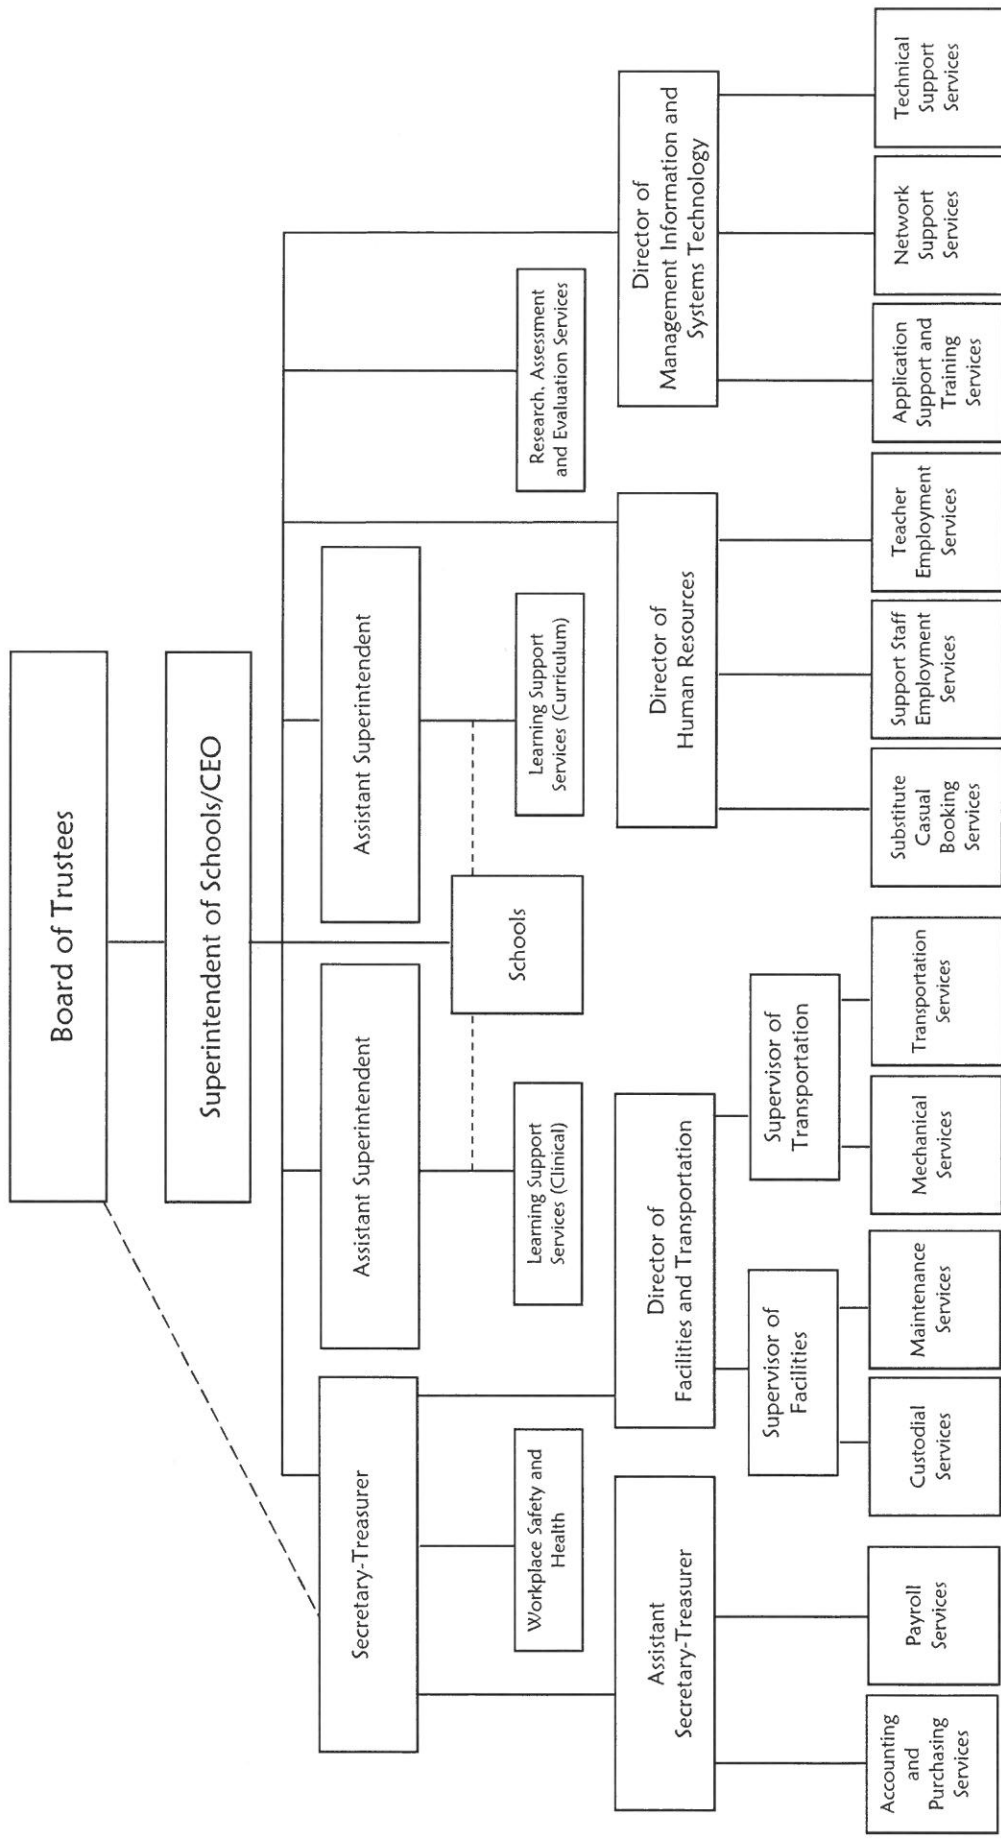 Board of Trustees
Superintendent of Schools/CEO
Secretary-Treasurer
Assistant Superintendent
Assistant Superintendent
Schools
Workplace Safety and
Health
Learning Support
Services (Clinical)
Learning Support
Services (Curriculum)
Research, Assessment
and Evaluation Services
Assistant
Secretary-Treasurer
Director of
Facilities and Transportation
Director of
Human Resources
Director of
Management Information and
Systems Technology
Supervisor of
Facilities
Supervisor of
Transportation
Accounting
and
Purchasing
Services
Payroll
Services
Custodial
Services
Maintenance
Services
Mechanical
Services
Transportation
Services
Substitute
Casual
Booking
Services
Support Staff
Employment
Services
Teacher
Employment
Services
Application
Support and
Training
Services
Network
Support
Services
Technical
Support
Services